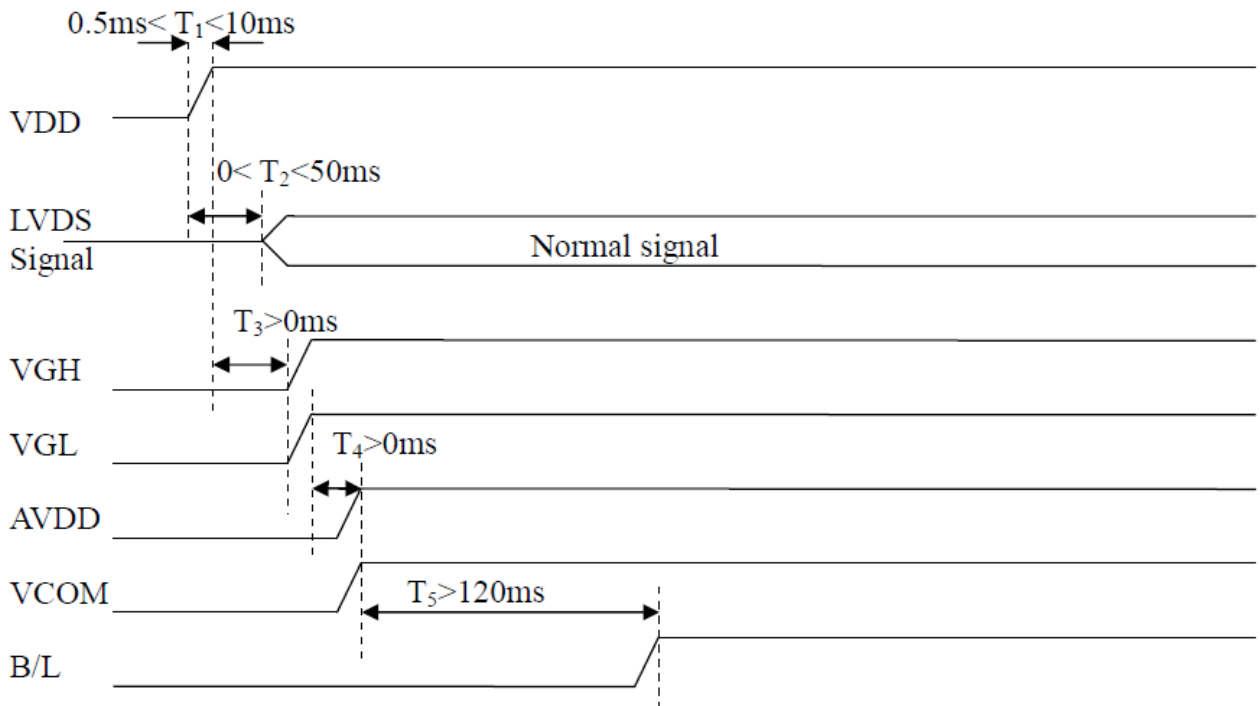 0.5ms< T₁<10ms
VDD
0< T₂<50ms
LVDS
Signal
Normal signal
T₃>0ms
VGH
VGL
T₄>0ms
AVDD
VCOM
T₅>120ms
B/L